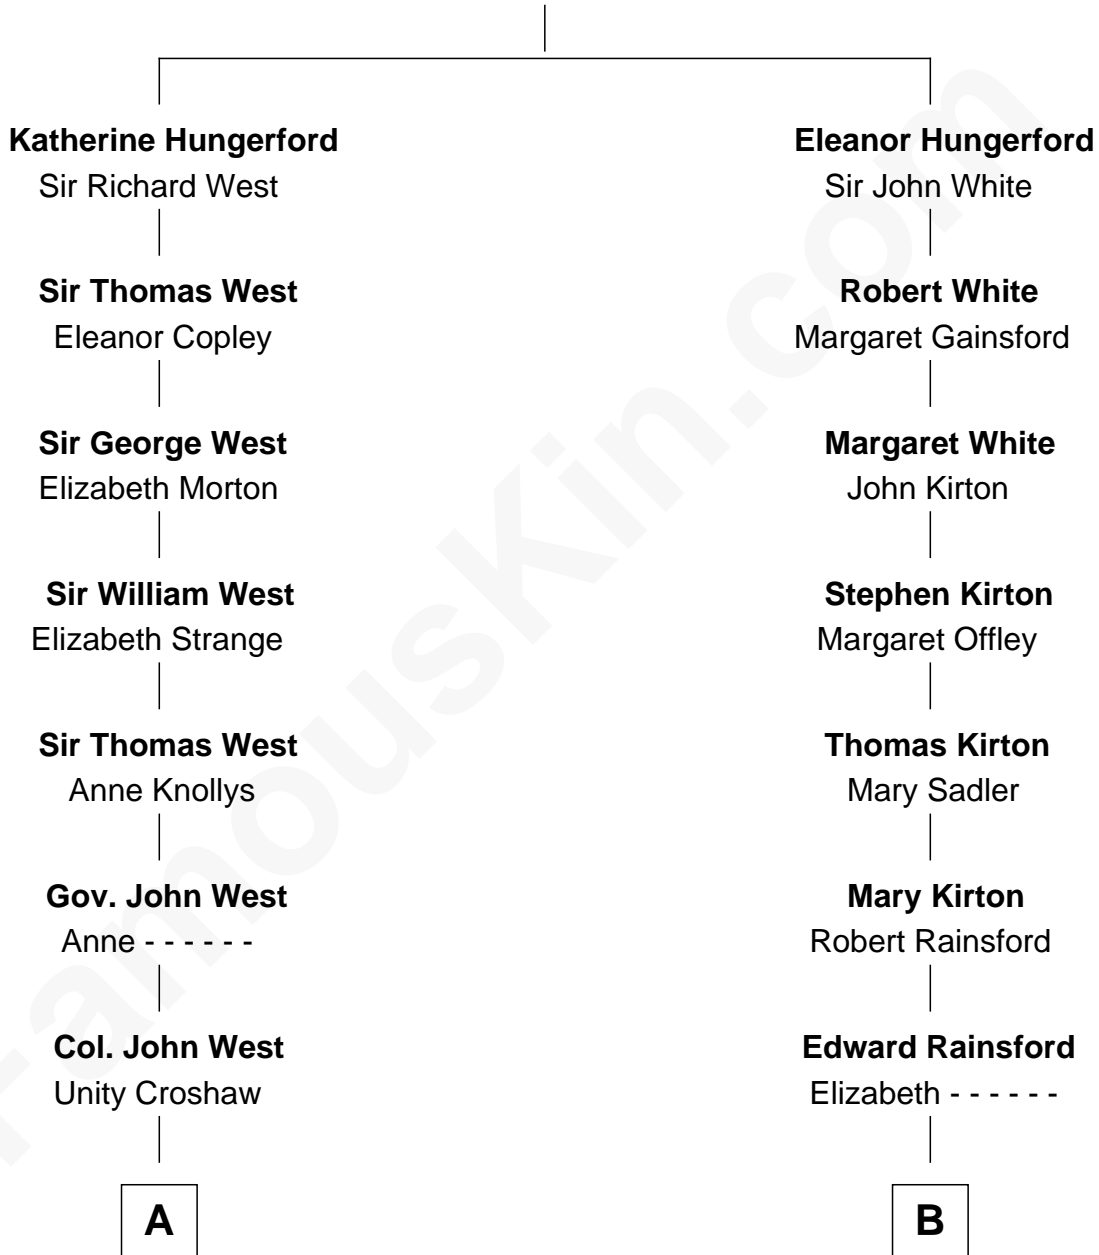 Katherine Hungerford
Sir Richard West
Sir Thomas West
Eleanor Copley
Sir George West
Elizabeth Morton
Sir William West
Elizabeth Strange
Sir Thomas West
Anne Knollys
Gov. John West
Anne - - - - - -
Col. John West
Unity Croshaw
A
Eleanor Hungerford
Sir John White
Robert White
Margaret Gainsford
Margaret White
John Kirton
Stephen Kirton
Margaret Offley
Thomas Kirton
Mary Sadler
Mary Kirton
Robert Rainsford
Edward Rainsford
Elizabeth - - - - - -
B
FamousKin.com